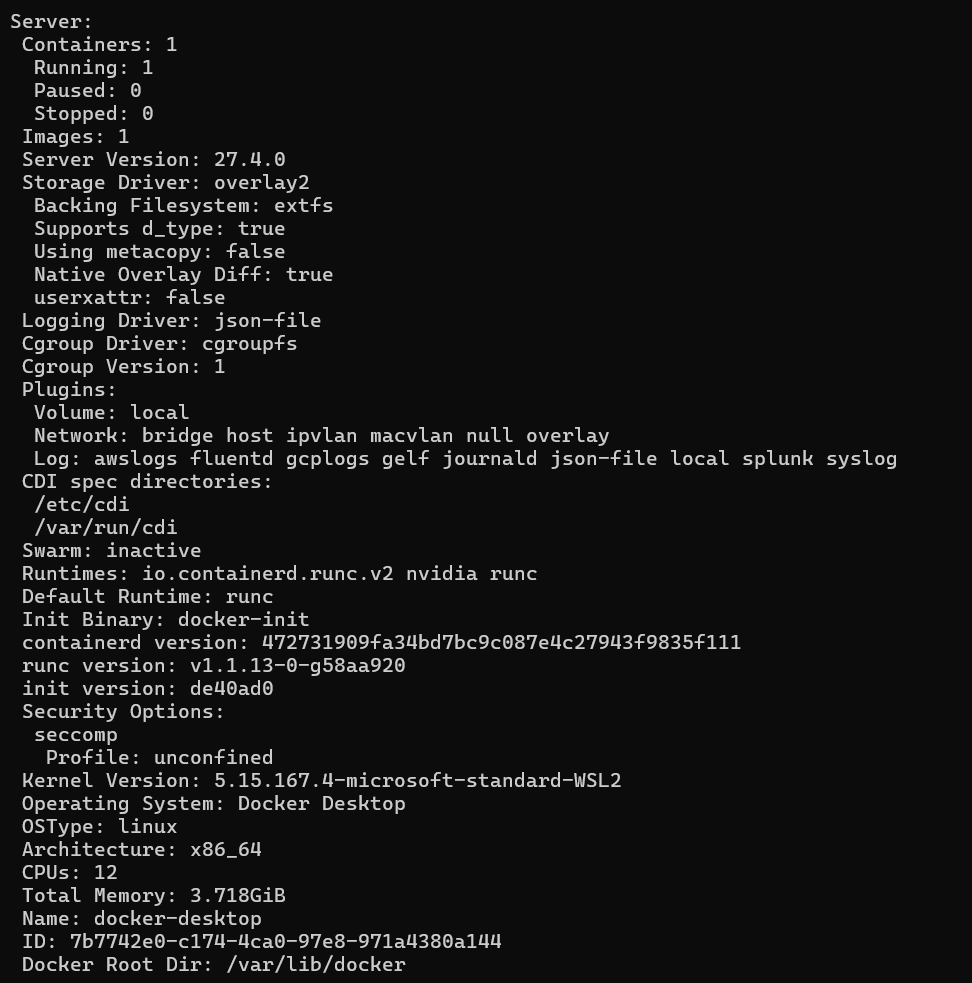 Server:
 Containers: 1
  Running: 1
  Paused: 0
  Stopped: 0
 Images: 1
 Server Version: 27.4.0
 Storage Driver: overlay2
  Backing Filesystem: extfs
  Supports d_type: true
  Using metacopy: false
  Native Overlay Diff: true
  userxattr: false
 Logging Driver: json-file
 Cgroup Driver: cgroupfs
 Cgroup Version: 1
 Plugins:
  Volume: local
  Network: bridge host ipvlan macvlan null overlay
  Log: awslogs fluentd gcplogs gelf journald json-file local splunk syslog
 CDI spec directories:
  /etc/cdi
  /var/run/cdi
 Swarm: inactive
 Runtimes: io.containerd.runc.v2 nvidia runc
 Default Runtime: runc
 Init Binary: docker-init
 containerd version: 472731909fa34bd7bc9c087e4c27943f9835f111
 runc version: v1.1.13-0-g58aa920
 init version: de40ad0
 Security Options:
  seccomp
   Profile: unconfined
 Kernel Version: 5.15.167.4-microsoft-standard-WSL2
 Operating System: Docker Desktop
 OSType: linux
 Architecture: x86_64
 CPUs: 12
 Total Memory: 3.718GiB
 Name: docker-desktop
 ID: 7b7742e0-c174-4ca0-97e8-971a4380a144
 Docker Root Dir: /var/lib/docker